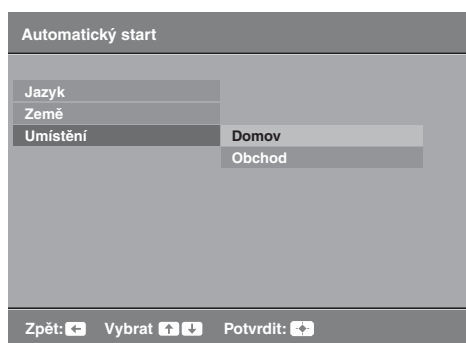 Automatický start
Jazyk
Země
Umístění Domov
Obchod
Zpět: Vybrat Potvrdit: